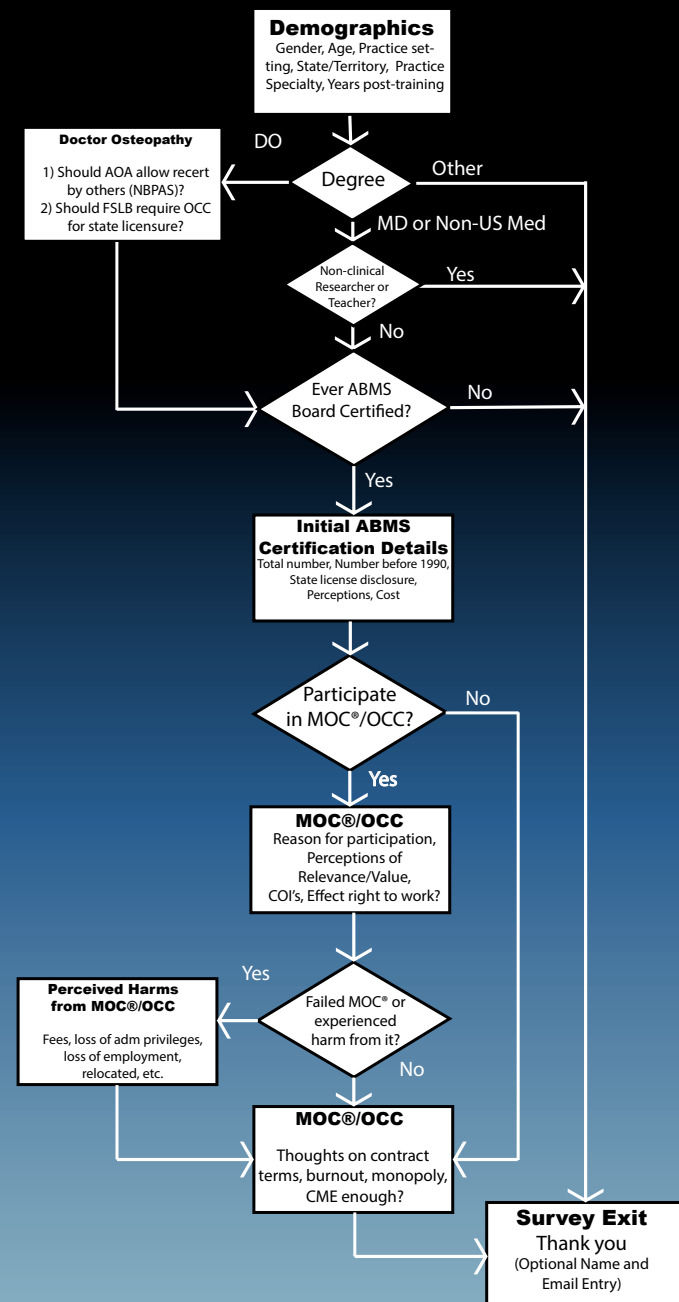 Demographics
Gender, Age, Practice set-
ting, State/Territory, Practice
Specialty, Years post-training
DO
Doctor Osteopathy
1) Should AOA allow recert
by others (NBPAS)?
2) Should FSLB require OCC
for state licensure?
Degree
Other
MD or Non-US Med
Non-clinical
Researcher or
Teacher?
Yes
No
Ever ABMS
Board Certified?
No
Yes
Initial ABMS
Certification Details
Total number, Number before 1990,
State license disclosure,
Perceptions, Cost
Participate
in MOC®/OCC?
No
Yes
MOC®/OCC
Reason for participation,
Perceptions of
Relevance/Value,
COI's, Effect right to work?
Yes
Perceived Harms
from MOC®/OCC
Fees, loss of adm privileges,
loss of employment,
relocated, etc.
Failed MOC® or
experienced
harm from it?
No
MOC®/OCC
Thoughts on contract
terms, burnout, monopoly,
CME enough?
Survey Exit
Thank you
(Optional Name and
Email Entry)